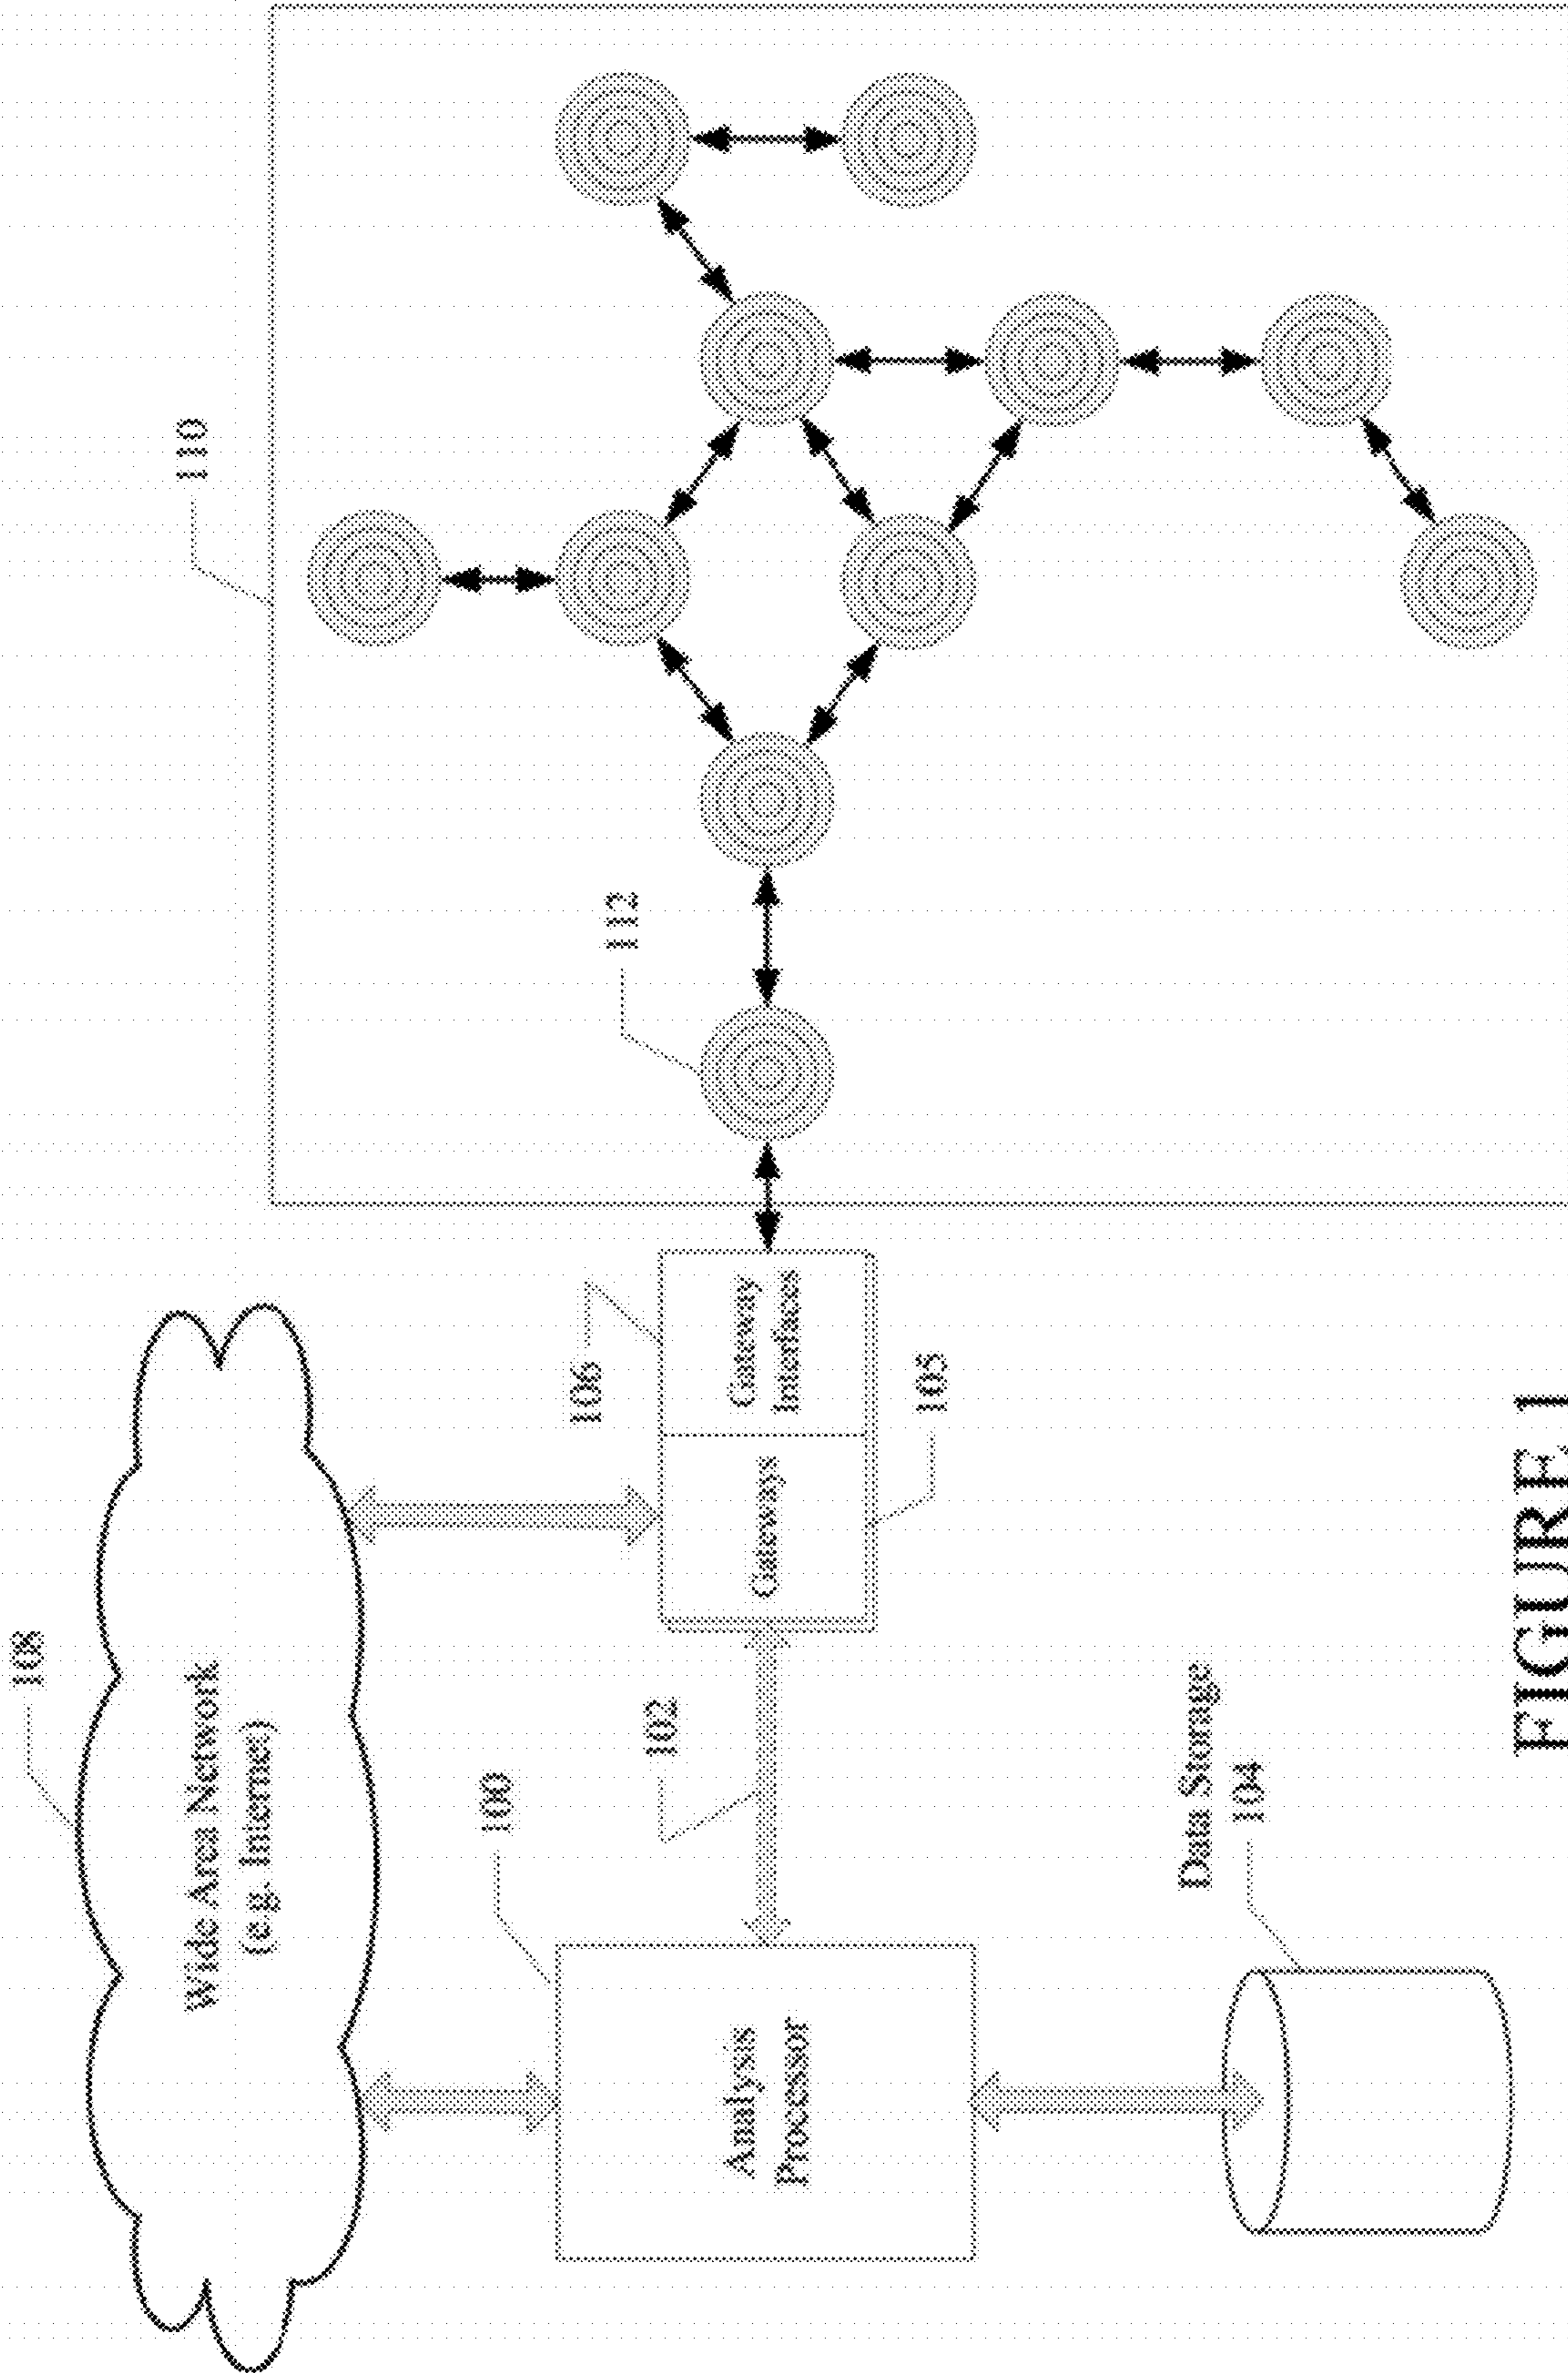 108
Wide Area Network
(e.g. Internet)
110
100
102
106
112
Analysis
Processor
Gateways
Gateway
Interfaces
105
Data Storage
104
FIGURE 1